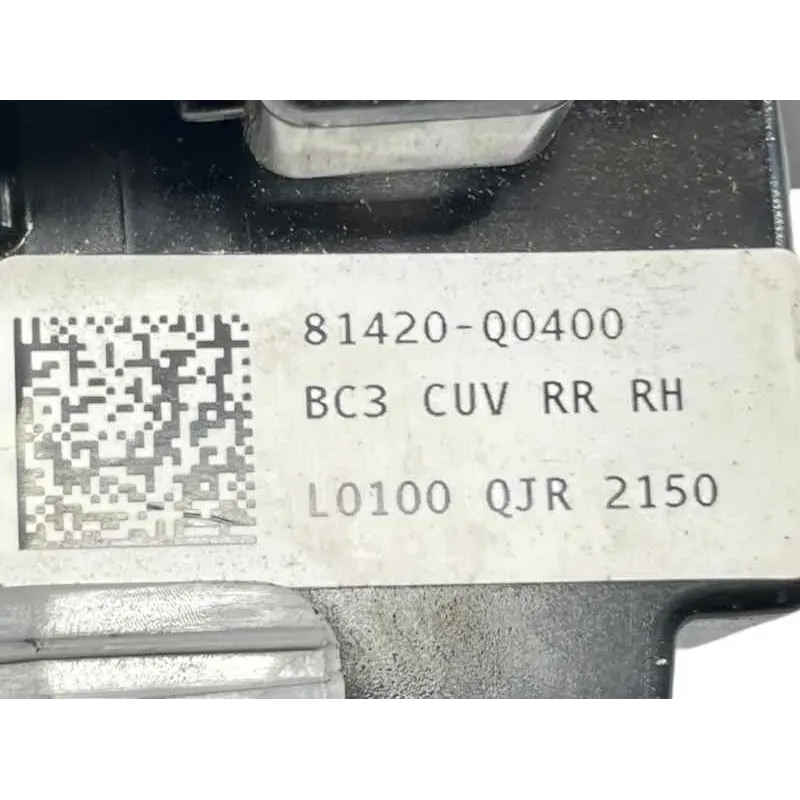 81420-Q0400
BC3 CUV RR RH
L0100 QJR 2150